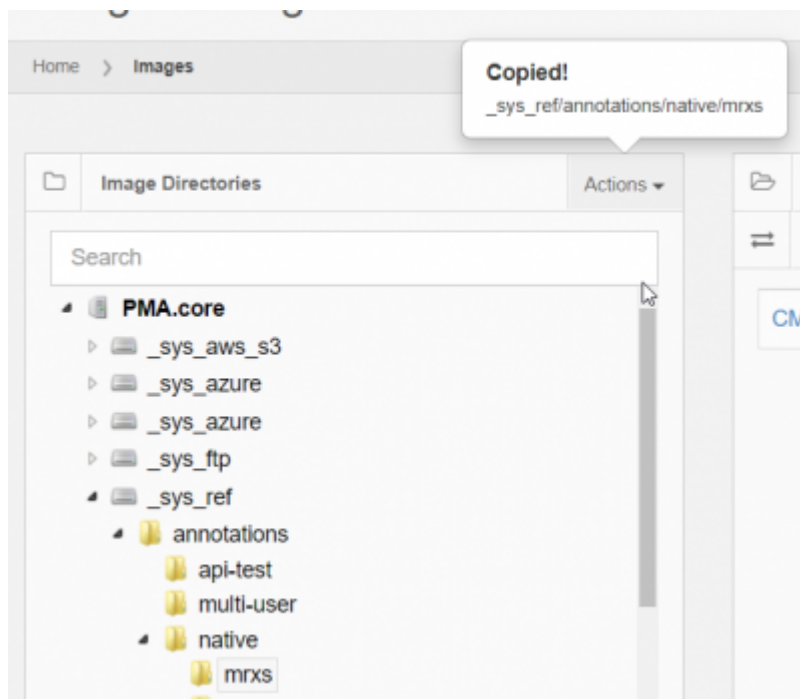 Home > Images
Copied!
_sys_ref/annotations/native/mrxs
Image Directories
Actions
Search
PMA.core
_sys_aws_s3
_sys_azure
_sys_azure
_sys_ftp
_sys_ref
annotations
api-test
multi-user
native
mrxs
CM